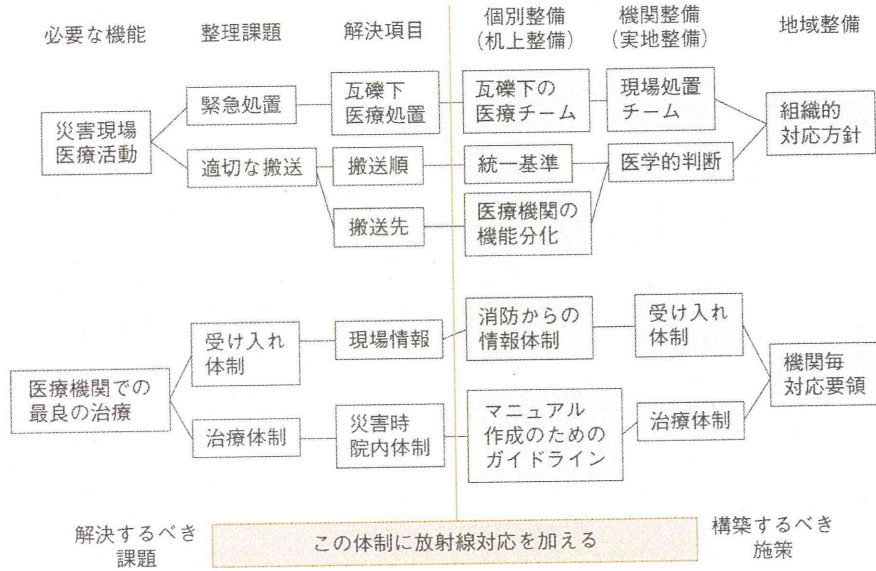 必要な機能
整理課題
解決項目
個別整備
(机上整備)
機関整備
(実地整備)
地域整備
災害現場
医療活動
緊急処置
瓦礫下
医療処置
瓦礫下の
医療チーム
現場処置
チーム
組織的
対応方針
適切な搬送
搬送順
統一基準
医学的判断
搬送先
医療機関の
機能分化
医療機関での
最良の治療
受け入れ
体制
現場情報
消防からの
情報体制
受け入れ
体制
機関毎
対応要領
治療体制
災害時
院内体制
マニュアル
作成のための
ガイドライン
治療体制
解決するべき
課題
この体制に放射線対応を加える
構築するべき
施策